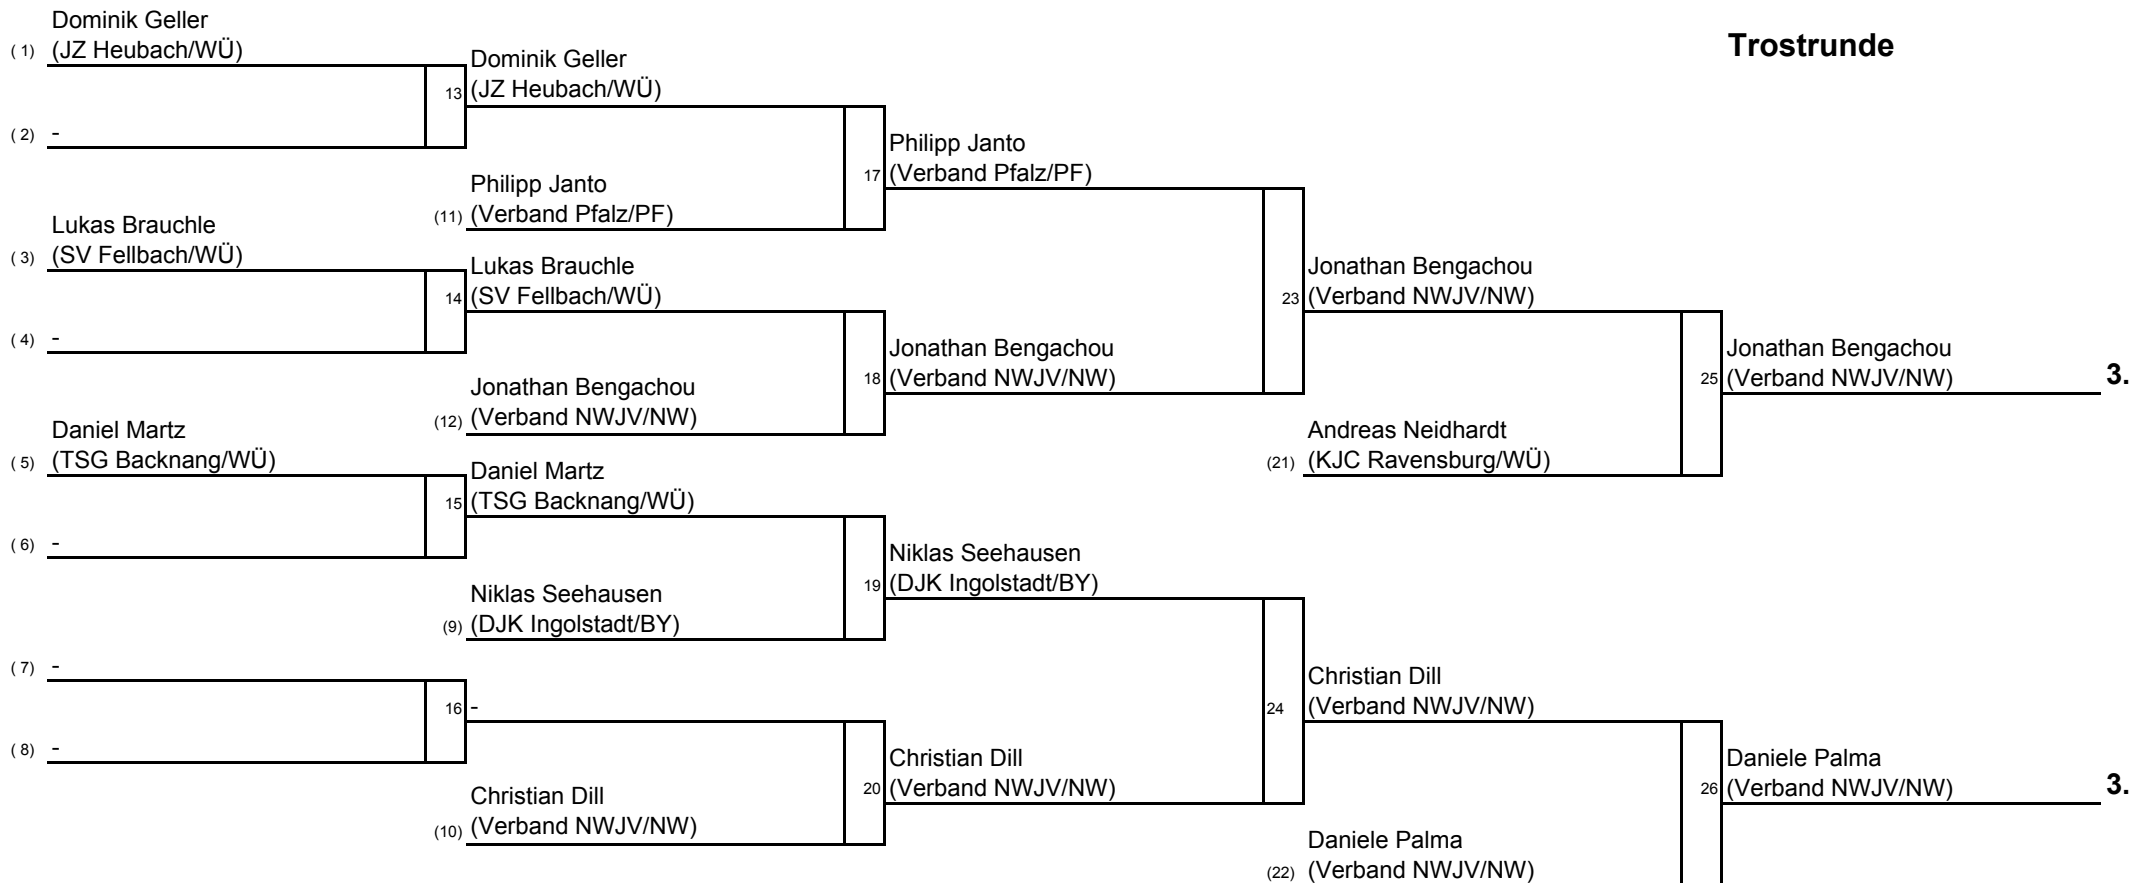 Trostrunde
Dominik Geller
( 1) (JZ Heubach/WÜ)
( 2) -
Lukas Brauchle
( 3) (SV Fellbach/WÜ)
( 4) -
Daniel Martz
( 5) (TSG Backnang/WÜ)
( 6) -
( 7) -
( 8) -
Dominik Geller
13 (JZ Heubach/WÜ)
Philipp Janto
(11) (Verband Pfalz/PF)
Lukas Brauchle
14 (SV Fellbach/WÜ)
Jonathan Bengachou
(12) (Verband NWJV/NW)
Daniel Martz
15 (TSG Backnang/WÜ)
Niklas Seehausen
(9) (DJK Ingolstadt/BY)
16 -
Christian Dill
(10) (Verband NWJV/NW)
Philipp Janto
17 (Verband Pfalz/PF)
Jonathan Bengachou
18 (Verband NWJV/NW)
Niklas Seehausen
19 (DJK Ingolstadt/BY)
Christian Dill
20 (Verband NWJV/NW)
Jonathan Bengachou
23 (Verband NWJV/NW)
Andreas Neidhardt
(21) (KJC Ravensburg/WÜ)
Christian Dill
24 (Verband NWJV/NW)
Daniele Palma
(22) (Verband NWJV/NW)
Jonathan Bengachou
25 (Verband NWJV/NW) 3.
Daniele Palma
26 (Verband NWJV/NW) 3.